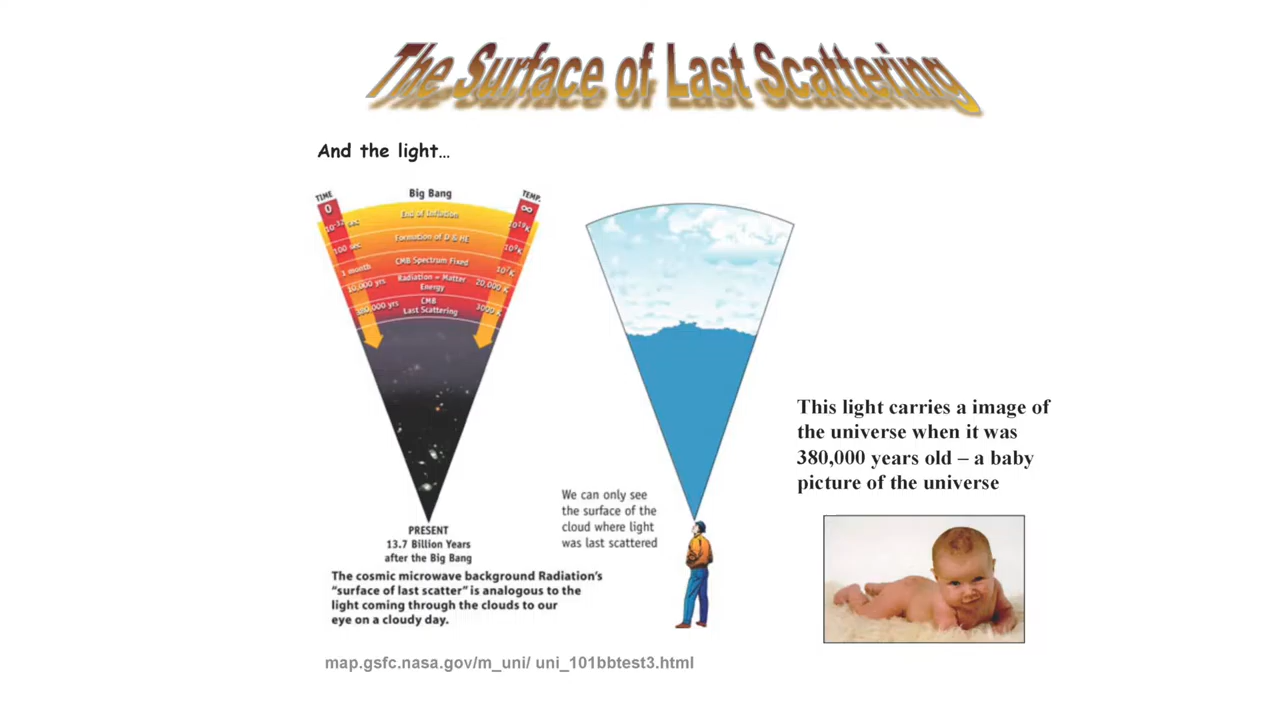 The Surface of Last Scattering
And the light…
TIME
Big Bang
TEMP.
0
∞
End of Inflation
10⁻³² sec
Formation of D & HE
100 sec
10⁹K
CMB Spectrum Fixed
1 month
10⁷K
Radiation = Matter
Energy
10,000 yrs
20,000 K
CMB
Last Scattering
380,000 yrs
3000 K
PRESENT
13.7 Billion Years
after the Big Bang
We can only see
the surface of the
cloud where light
was last scattered
The cosmic microwave background Radiation's
"surface of last scatter" is analogous to the
light coming through the clouds to our
eye on a cloudy day.
This light carries a image of
the universe when it was
380,000 years old – a baby
picture of the universe
map.gsfc.nasa.gov/m_uni/ uni_101bbtest3.html